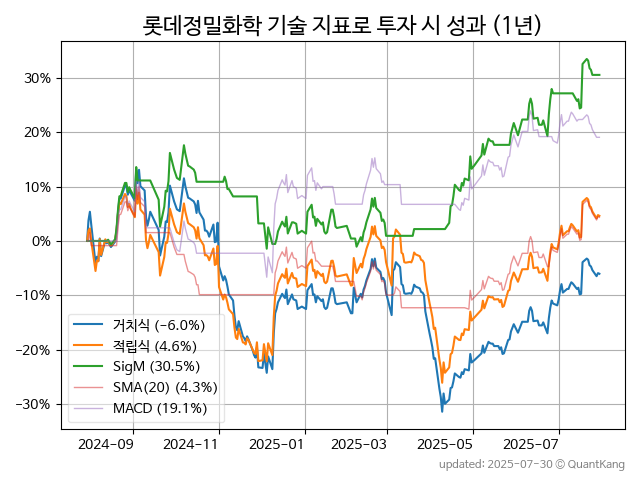 롯데정밀화학 기술 지표로 투자 시 성과 (1년)
30%
20%
10%
0%
−10%
−20%
−30%
거치식 (−6.0%)
적립식 (4.6%)
SigM (30.5%)
SMA(20) (4.3%)
MACD (19.1%)
2024-09 2024-11 2025-01 2025-03 2025-05 2025-07
updated: 2025-07-30 © QuantKang